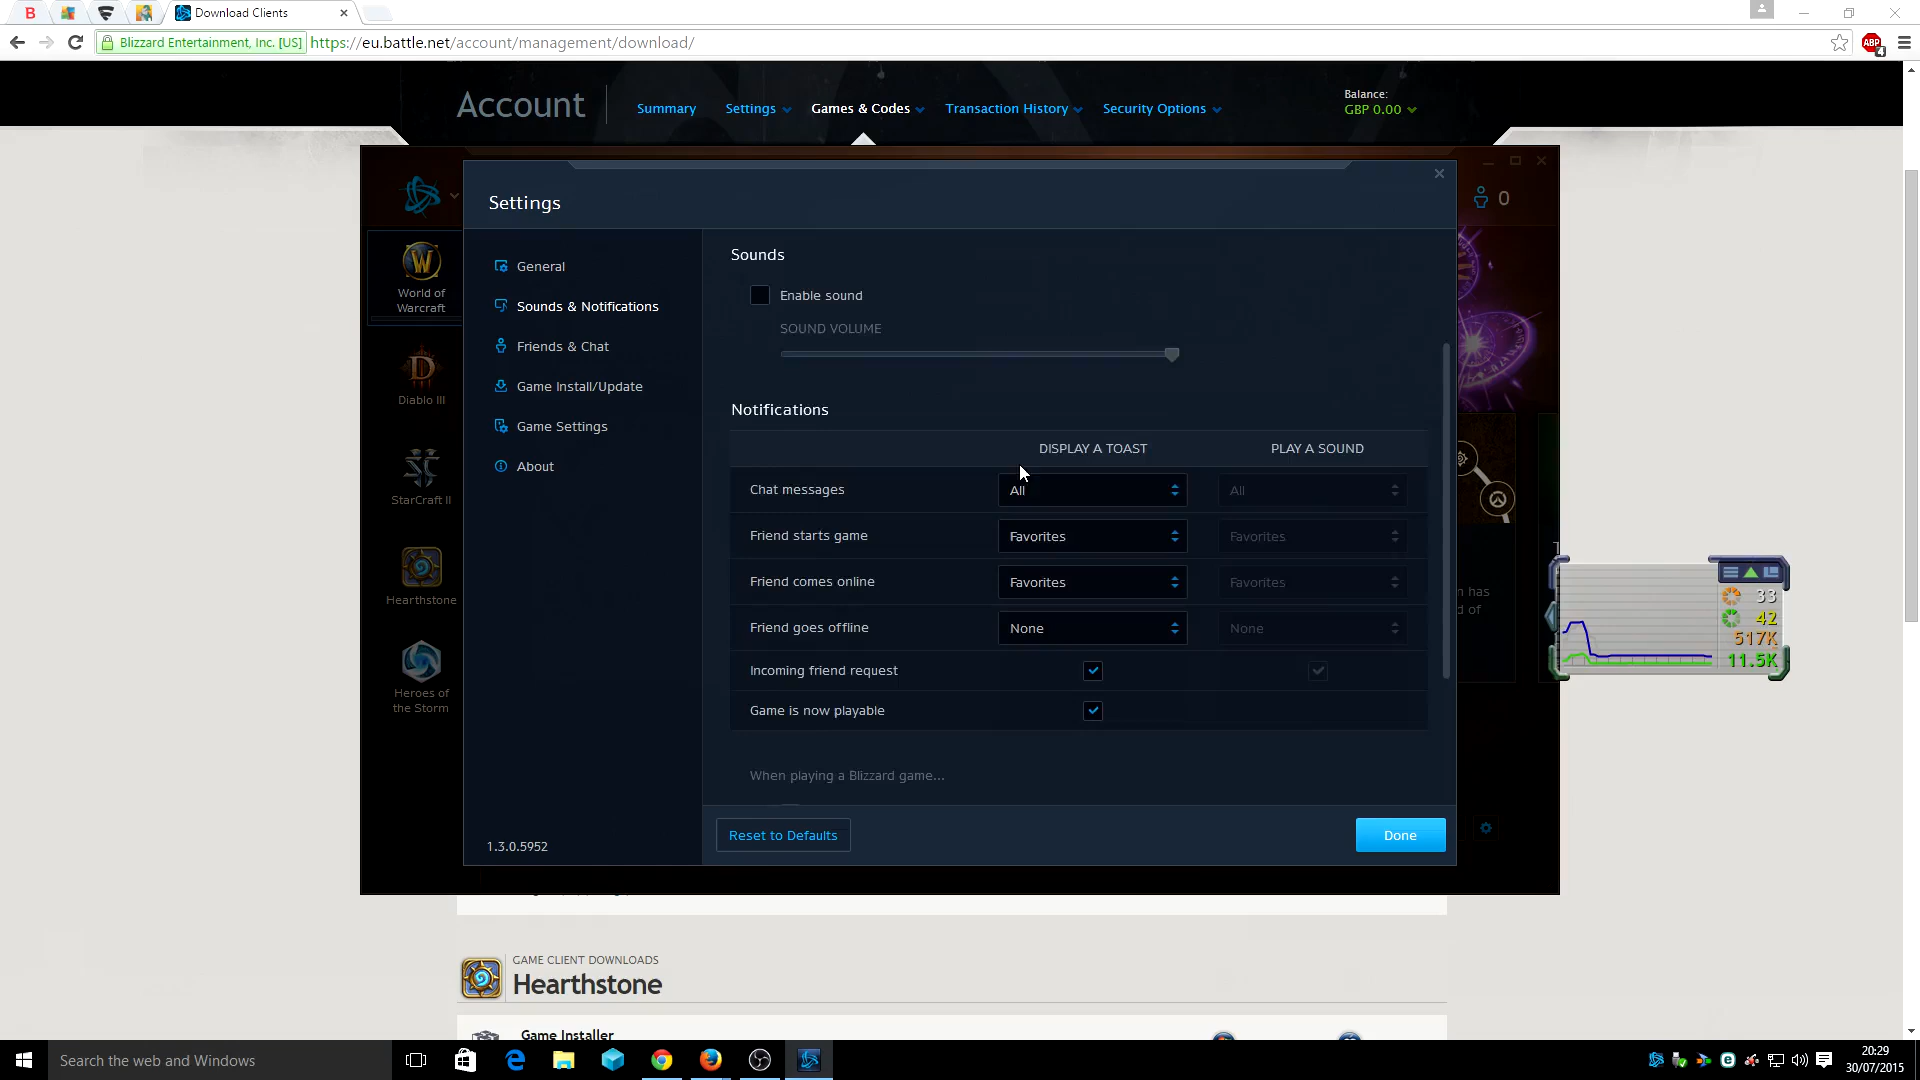 Download Clients
Blizzard Entertainment, Inc. [US]
https://eu.battle.net/account/management/download/
ABP
4
Account
Summary
Settings
Games & Codes
Transaction History
Security Options
Balance:
GBP 0.00
Settings
0
World of
Warcraft
Diablo III
StarCraft II
Hearthstone
Heroes of
the Storm
General
Sounds & Notifications
Friends & Chat
Game Install/Update
Game Settings
About
1.3.0.5952
Sounds
Enable sound
SOUND VOLUME
Notifications
DISPLAY A TOAST
PLAY A SOUND
Chat messages
All
All
Friend starts game
Favorites
Favorites
Friend comes online
Favorites
Favorites
Friend goes offline
None
None
Incoming friend request
Game is now playable
When playing a Blizzard game...
Reset to Defaults
Done
has
d of
33
42
517K
11.5K
GAME CLIENT DOWNLOADS
Hearthstone
Game Installer
Search the web and Windows
20:29
30/07/2015